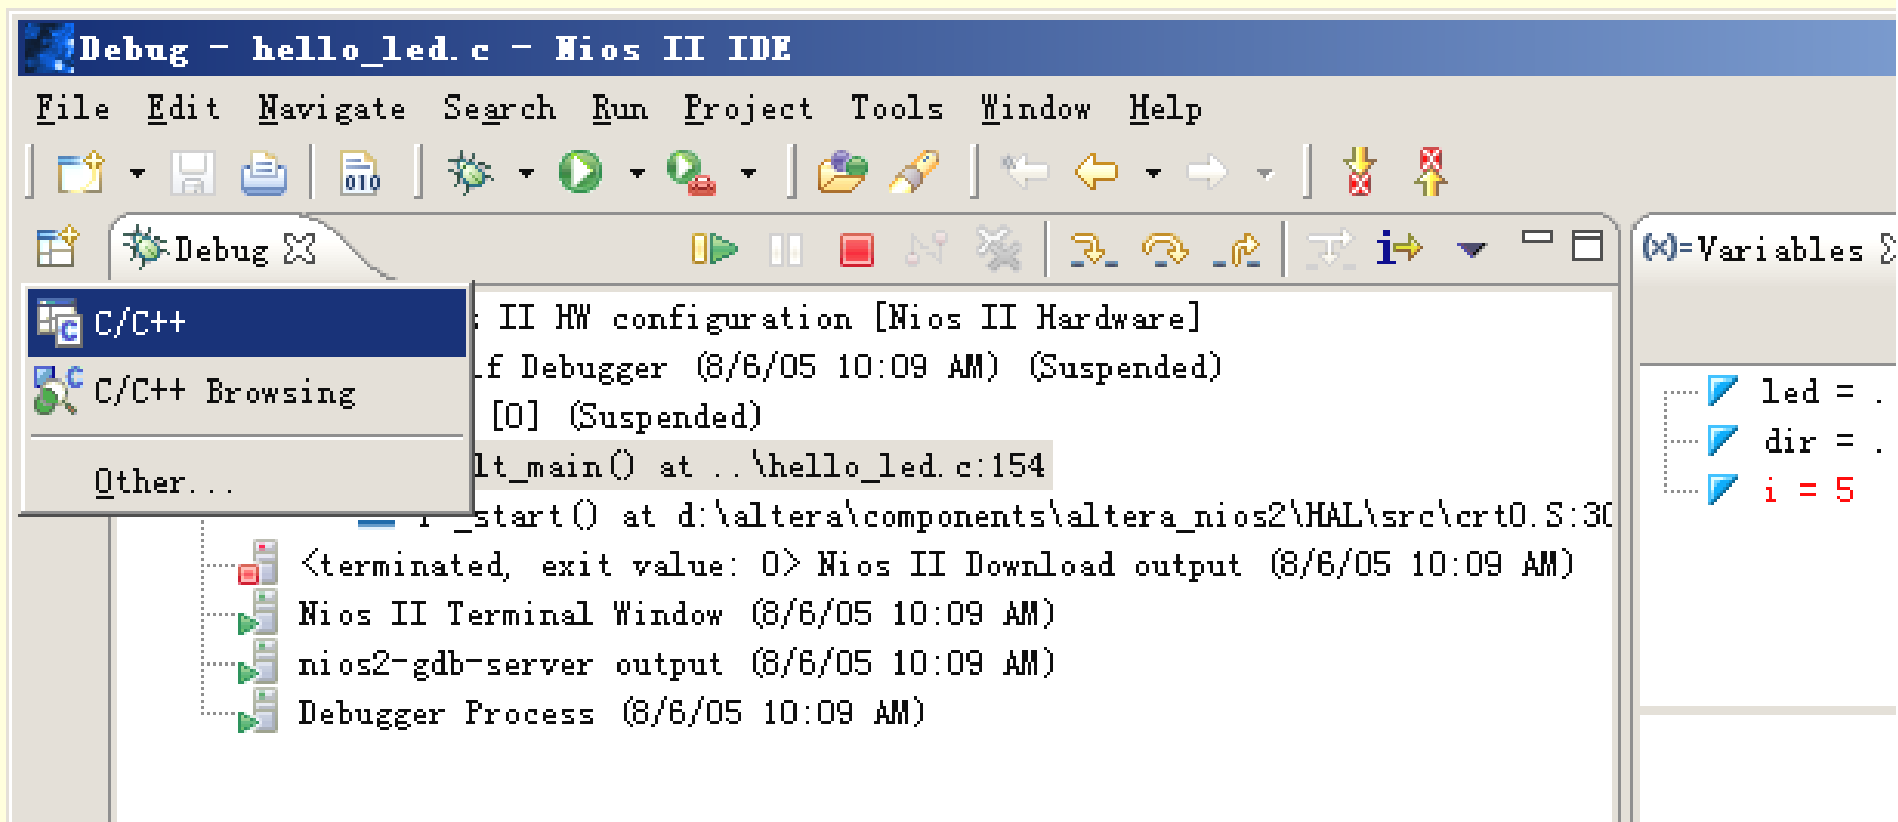 Debug - hello_led.c - Nios II IDE
File Edit Navigate Search Run Project Tools Window Help
010
Debug
(x)= Variables
C/C++
II HW configuration [Nios II Hardware]
C/C++ Browsing
Debugger (8/6/05 10:09 AM) (Suspended)
[0] (Suspended)
Other...
lt_main() at ..\hello_led.c:154
_start() at d:\altera\components\altera_nios2\HAL\src\crt0.S:30
<terminated, exit value: 0> Nios II Download output (8/6/05 10:09 AM)
Nios II Terminal Window (8/6/05 10:09 AM)
nios2-gdb-server output (8/6/05 10:09 AM)
Debugger Process (8/6/05 10:09 AM)
led = .
dir = .
i = 5